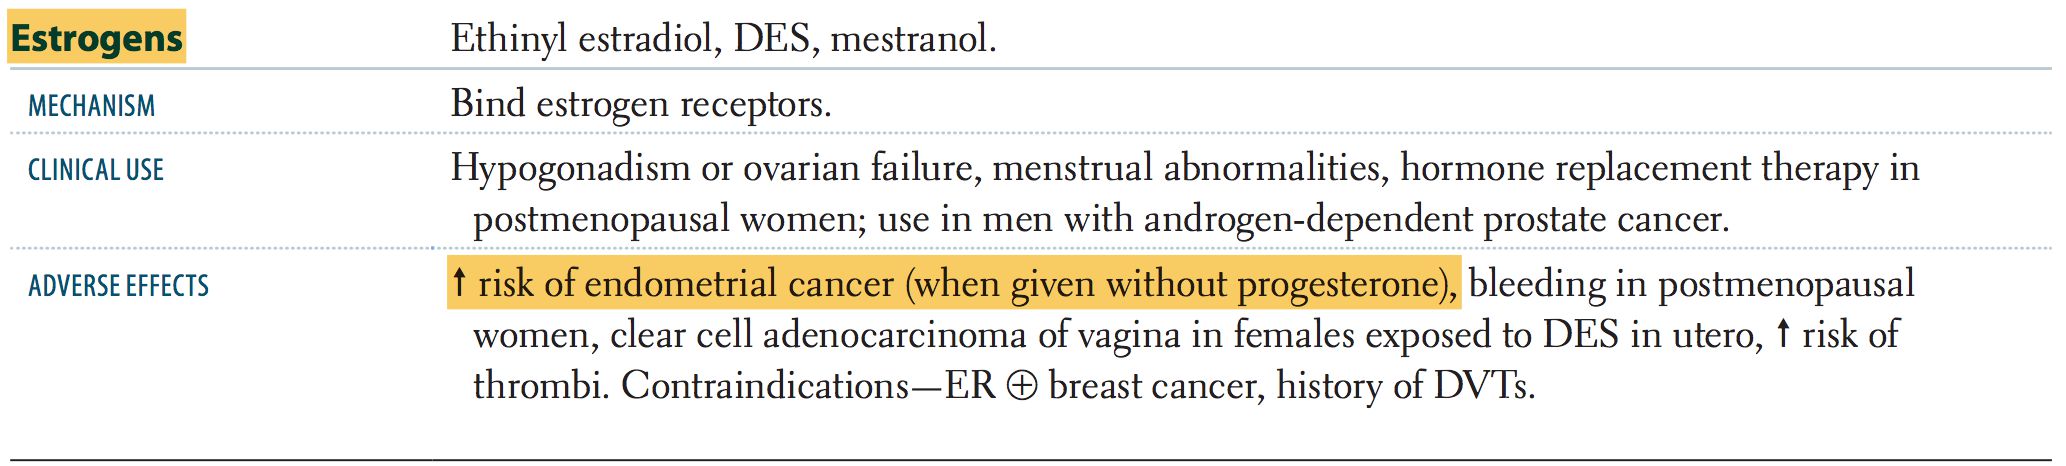 Estrogens Ethinyl estradiol, DES, mestranol.
MECHANISM Bind estrogen receptors.
CLINICAL USE Hypogonadism or ovarian failure, menstrual abnormalities, hormone replacement therapy in
postmenopausal women; use in men with androgen-dependent prostate cancer.
ADVERSE EFFECTS ↑ risk of endometrial cancer (when given without progesterone), bleeding in postmenopausal
women, clear cell adenocarcinoma of vagina in females exposed to DES in utero, ↑ risk of
thrombi. Contraindications—ER ⊕ breast cancer, history of DVTs.